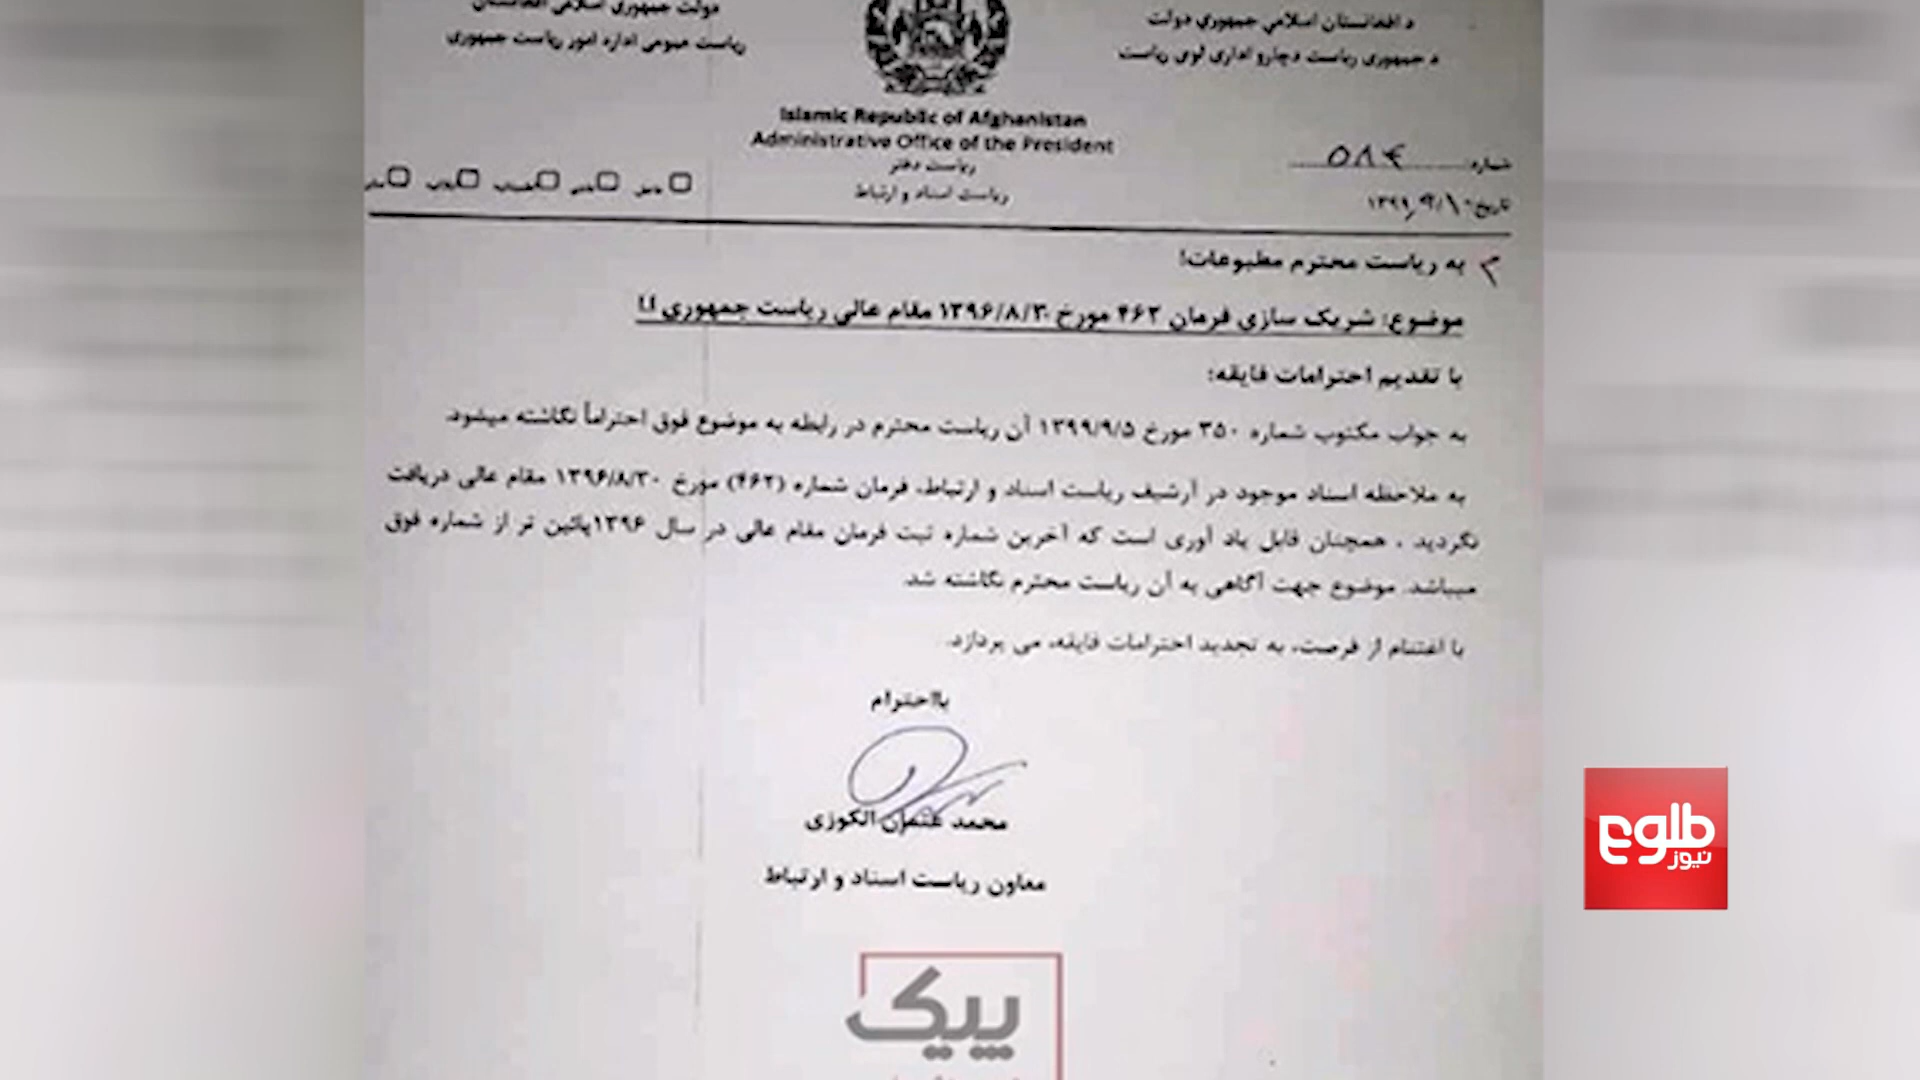 د افغانستان اسلامي جمهوري دولت
د جمهوری ریاست دچارو اداری لوی ریاست
دولت جمهوری اسلامی افغانستان
ریاست عمومی اداره امور ریاست جمهوری
Islamic Republic of Afghanistan
Administrative Office of the President
ریاست دفتر
ریاست اسناد و ارتباط
شماره: ۵۸۴
تاریخ: ۱۳۹۹/۹/۱۰
به ریاست محترم مطبوعات!
موضوع: شریک سازی فرمان ۴۶۲ مورخ ۱۳۹۶/۸/۳۰ مقام عالی ریاست جمهوری !!
با تقدیم احترامات فایقه:
به جواب مکتوب شماره ۳۵۰ مورخ ۱۳۹۹/۹/۵ آن ریاست محترم در رابطه به موضوع فوق احتراماً نگاشته میشود.
به ملاحظه اسناد موجود در آرشیف ریاست اسناد و ارتباط، فرمان شماره (۴۶۲) مورخ ۱۳۹۶/۸/۳۰ مقام عالی دریافت
نگردید ، همچنان قابل یاد آوری است که آخرین شماره ثبت فرمان مقام عالی در سال ۱۳۹۶پائین تر از شماره فوق
میباشد. موضوع جهت آگاهی به آن ریاست محترم نگاشته شد.
با اغتنام از فرصت، به تجدید احترامات فایقه، می پردازد.
بااحترام
محمد عثمان الکوزی
معاون ریاست اسناد و ارتباط
طلوع
نیوز
پیک